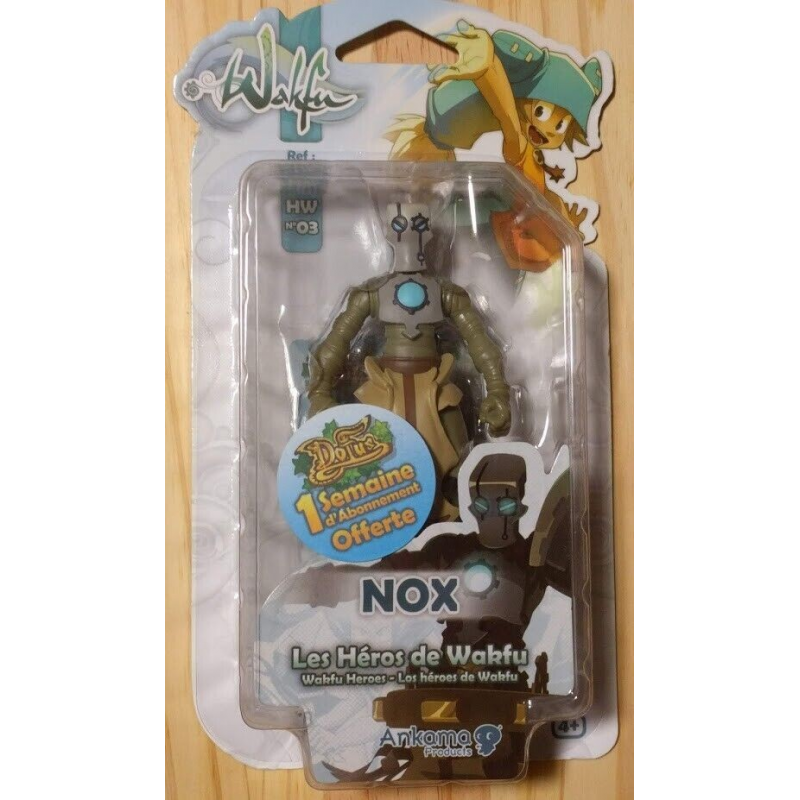 Wakfu
Ref :
HW
N°03
Dofus
1 Semaine
d'Abonnement
Offerte
NOX
Les Héros de Wakfu
Wakfu Heroes - Los héroes de Wakfu
Ankama
Products
4+